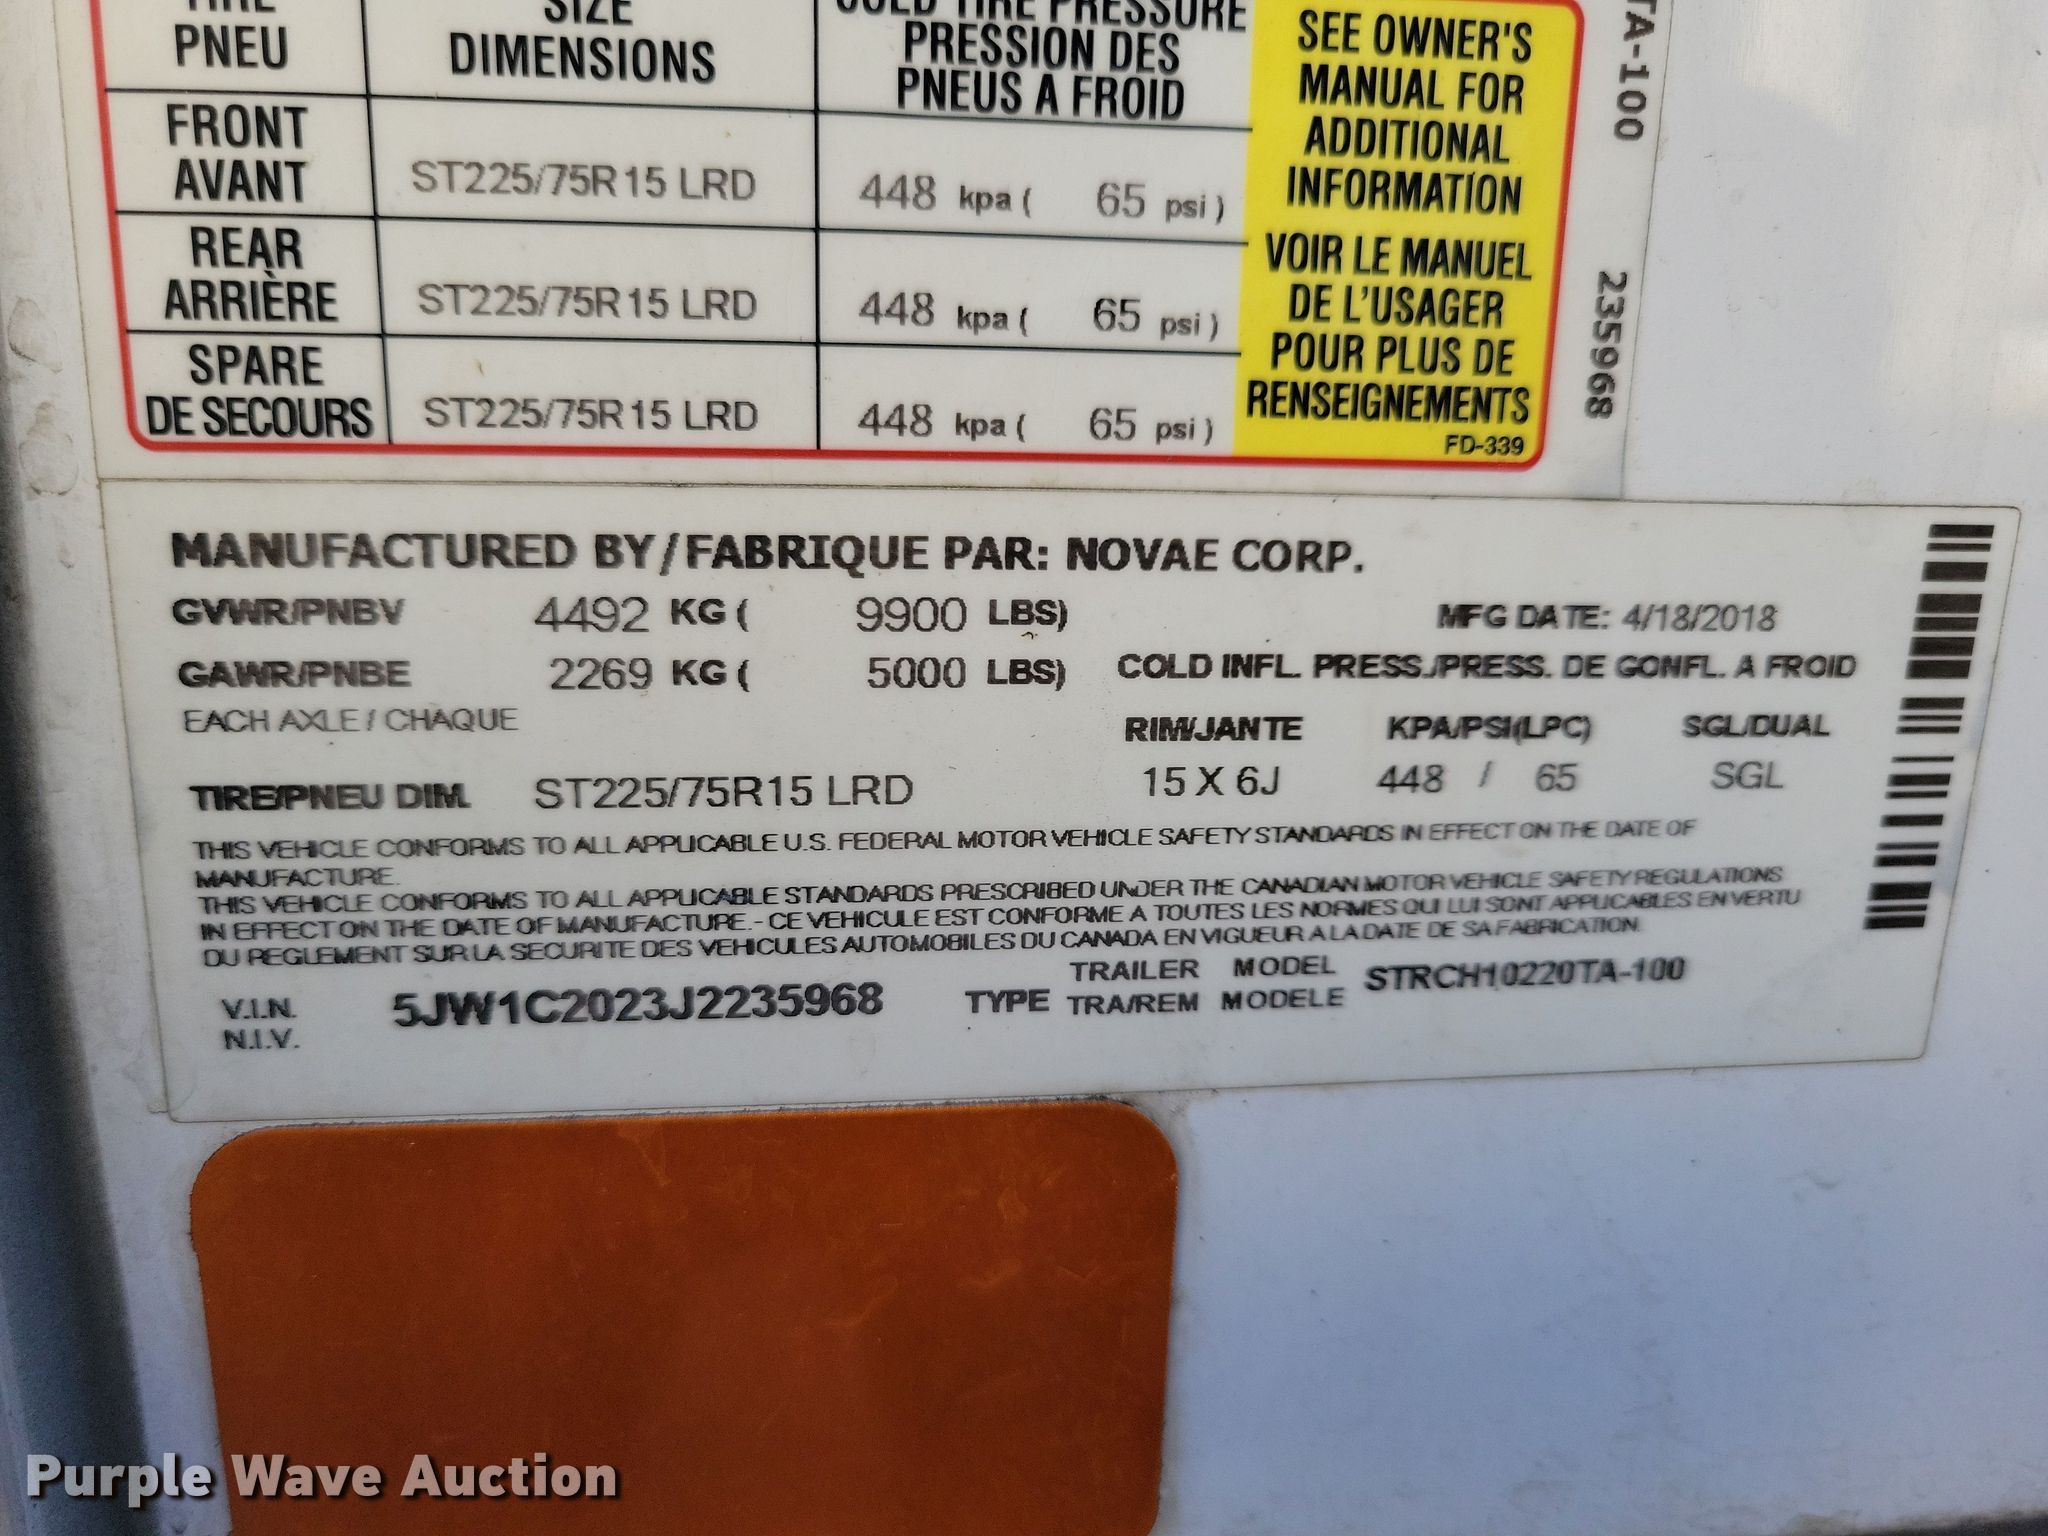 TIRE SIZE COLD TIRE PRESSURE
PNEU DIMENSIONS PRESSION DES
PNEUS A FROID
FRONT
AVANT ST225/75R15 LRD 448 kpa ( 65 psi )
REAR
ARRIÈRE ST225/75R15 LRD 448 kpa ( 65 psi )
SPARE
DE SECOURS ST225/75R15 LRD 448 kpa ( 65 psi )
SEE OWNER'S
MANUAL FOR
ADDITIONAL
INFORMATION
VOIR LE MANUEL
DE L'USAGER
POUR PLUS DE
RENSEIGNEMENTS
FD-339
TA-100 235968
MANUFACTURED BY/FABRIQUE PAR: NOVAE CORP.
GVWR/PNBV 4492 KG ( 9900 LBS) MFG DATE: 4/18/2018
GAWR/PNBE 2269 KG ( 5000 LBS) COLD INFL. PRESS./PRESS. DE GONFL. A FROID
EACH AXLE / CHAQUE RIM/JANTE KPA/PSI(LPC) SGL/DUAL
TIRE/PNEU DIM. ST225/75R15 LRD 15 X 6J 448 / 65 SGL
THIS VEHICLE CONFORMS TO ALL APPLICABLE U.S. FEDERAL MOTOR VEHICLE SAFETY STANDARDS IN EFFECT ON THE DATE OF
MANUFACTURE.
THIS VEHICLE CONFORMS TO ALL APPLICABLE STANDARDS PRESCRIBED UNDER THE CANADIAN MOTOR VEHICLE SAFETY REGULATIONS
IN EFFECT ON THE DATE OF MANUFACTURE. - CE VEHICULE EST CONFORME A TOUTES LES NORMES QUI LUI SONT APPLICABLES EN VERTU
DU REGLEMENT SUR LA SECURITE DES VEHICULES AUTOMOBILES DU CANADA EN VIGUEUR A LA DATE DE SA FABRICATION.
V.I.N. 5JW1C2023J2235968 TYPE TRAILER MODEL STRCH10220TA-100
N.I.V. TRA/REM MODELE
Purple Wave Auction